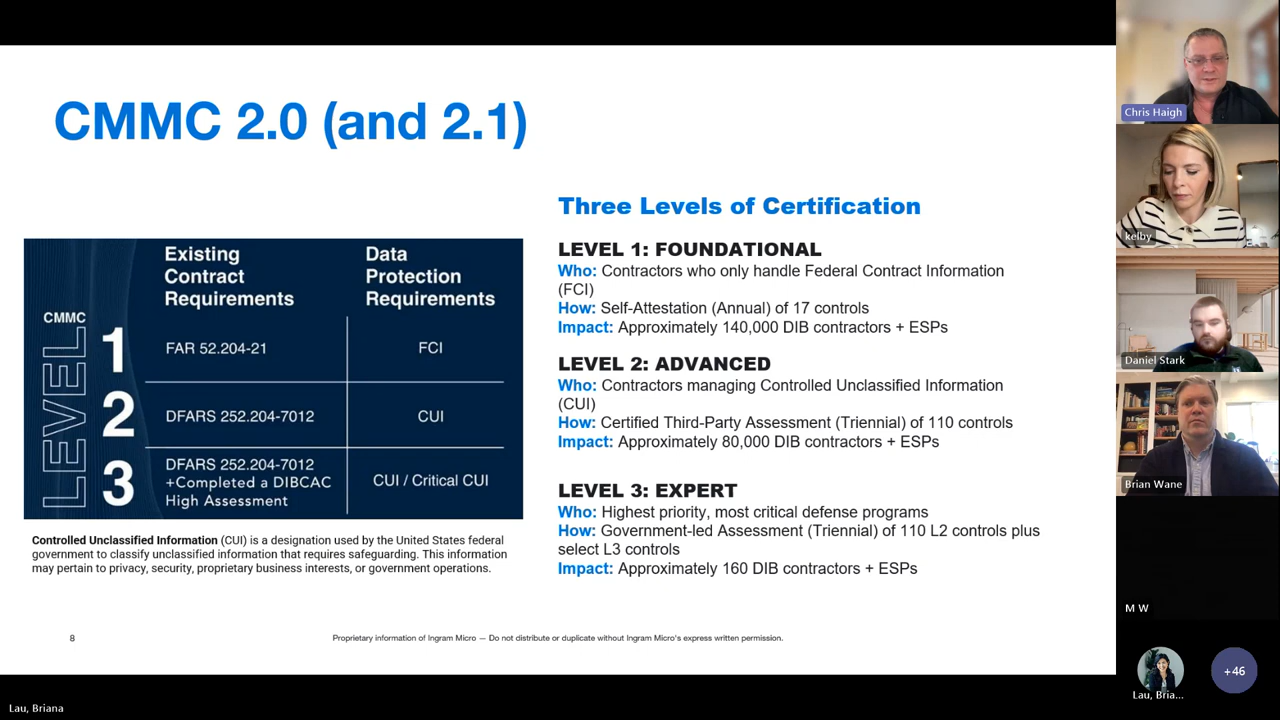 CMMC 2.0 (and 2.1)
Three Levels of Certification
LEVEL 1: FOUNDATIONAL
Who: Contractors who only handle Federal Contract Information
(FCI)
How: Self-Attestation (Annual) of 17 controls
Impact: Approximately 140,000 DIB contractors + ESPs
LEVEL 2: ADVANCED
Who: Contractors managing Controlled Unclassified Information
(CUI)
How: Certified Third-Party Assessment (Triennial) of 110 controls
Impact: Approximately 80,000 DIB contractors + ESPs
LEVEL 3: EXPERT
Who: Highest priority, most critical defense programs
How: Government-led Assessment (Triennial) of 110 L2 controls plus
select L3 controls
Impact: Approximately 160 DIB contractors + ESPs
Existing
Contract
Requirements
Data
Protection
Requirements
CMMC
LEVEL
1
FAR 52.204-21
FCI
2
DFARS 252.204-7012
CUI
3
DFARS 252.204-7012
+Completed a DIBCAC
High Assessment
CUI / Critical CUI
Controlled Unclassified Information (CUI) is a designation used by the United States federal
government to classify unclassified information that requires safeguarding. This information
may pertain to privacy, security, proprietary business interests, or government operations.
8
Proprietary information of Ingram Micro — Do not distribute or duplicate without Ingram Micro's express written permission.
Lau, Briana
Chris Haigh
kelby
Daniel Stark
Brian Wane
M W
Lau, Bria...
+46